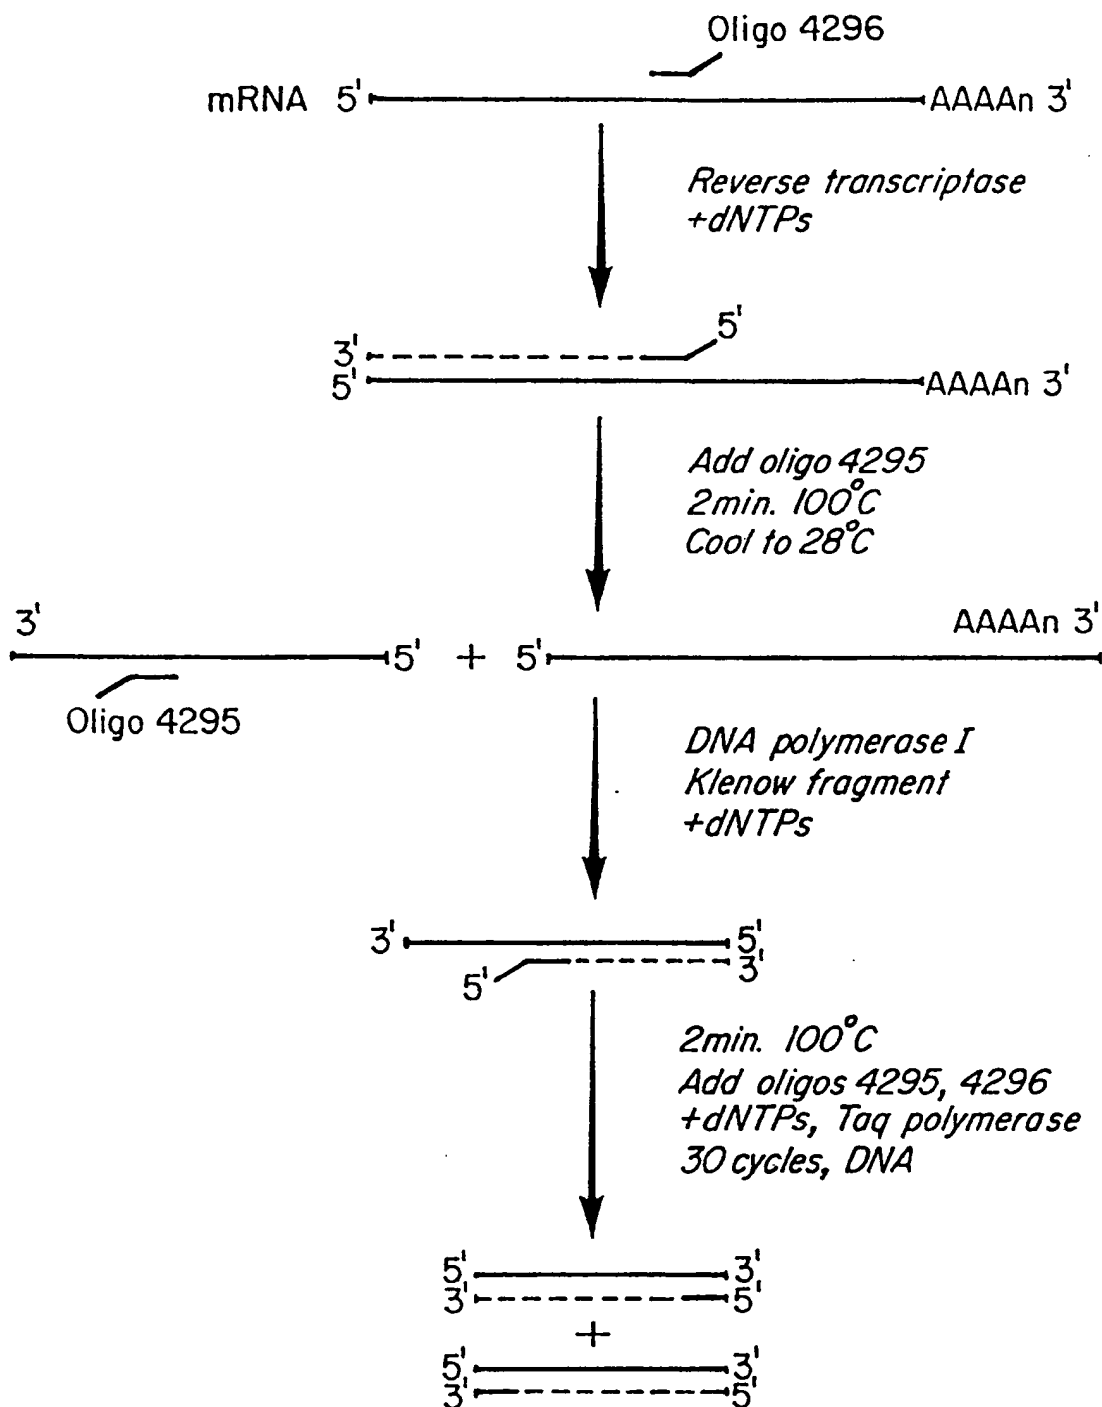 Oligo 4296
mRNA 5' AAAAn 3'
Reverse transcriptase
+dNTPs
5'
3'
5' AAAAn 3'
Add oligo 4295
2min. 100°C
Cool to 28°C
3' AAAAn 3'
5' + 5'
Oligo 4295
DNA polymerase I
Klenow fragment
+dNTPs
3' 5'
5' 3'
2min. 100°C
Add oligos 4295, 4296
+dNTPs, Taq polymerase
30 cycles, DNA
5' 3'
3' 5'
+
5' 3'
3' 5'